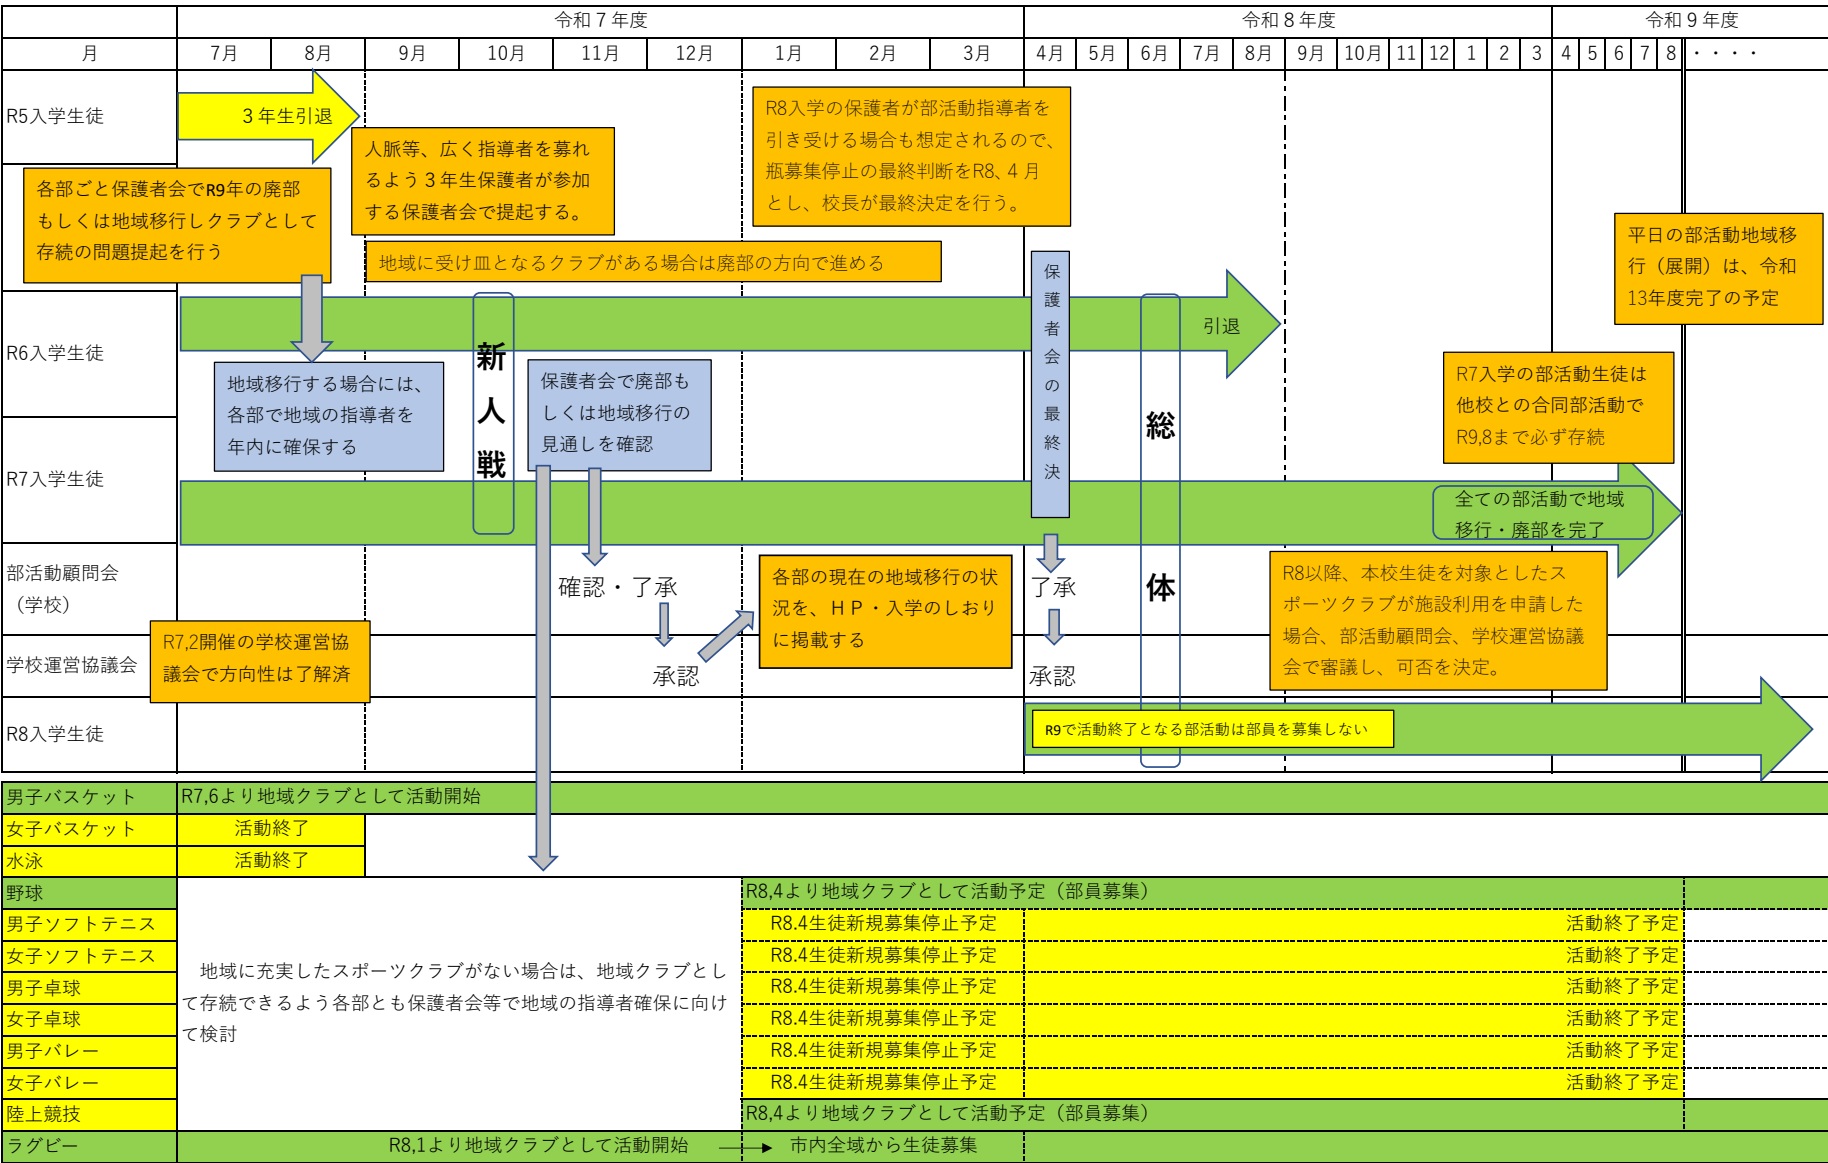 令和７年度
令和８年度
令和９年度
月
7月
8月
9月
10月
11月
12月
1月
2月
3月
4月
5月
6月
7月
8月
9月
10月
11
12
1
2
3
4
5
6
7
8
・・・・
R5入学生徒
３年生引退
人脈等、広く指導者を募れ
るよう３年生保護者が参加
する保護者会で提起する。
R8入学の保護者が部活動指導者を
引き受ける場合も想定されるので、
瓶募集停止の最終判断をR8、４月
とし、校長が最終決定を行う。
各部ごと保護者会でR9年の廃部
もしくは地域移行しクラブとして
存続の問題提起を行う
地域に受け皿となるクラブがある場合は廃部の方向で進める
平日の部活動地域移
行（展開）は、令和
13年度完了の予定
R6入学生徒
引退
地域移行する場合には、
各部で地域の指導者を
年内に確保する
新人戦
保護者会で廃部も
しくは地域移行の
見通しを確認
保護者会の最終決
総体
R7入学の部活動生徒は
他校との合同部活動で
R9,8まで必ず存続
R7入学生徒
全ての部活動で地域
移行・廃部を完了
部活動顧問会
（学校）
確認・了承
各部の現在の地域移行の状
況を、ＨＰ・入学のしおり
に掲載する
了承
R8以降、本校生徒を対象としたス
ポーツクラブが施設利用を申請した
場合、部活動顧問会、学校運営協議
会で審議し、可否を決定。
学校運営協議会
R7,2開催の学校運営協
議会で方向性は了解済
承認
承認
R8入学生徒
R9で活動終了となる部活動は部員を募集しない
男子バスケット
R7,6より地域クラブとして活動開始
女子バスケット
活動終了
水泳
活動終了
野球
R8,4より地域クラブとして活動予定（部員募集）
男子ソフトテニス
R8.4生徒新規募集停止予定
活動終了予定
女子ソフトテニス
R8.4生徒新規募集停止予定
活動終了予定
地域に充実したスポーツクラブがない場合は、地域クラブとし
て存続できるよう各部とも保護者会等で地域の指導者確保に向け
て検討
男子卓球
R8.4生徒新規募集停止予定
活動終了予定
女子卓球
R8.4生徒新規募集停止予定
活動終了予定
男子バレー
R8.4生徒新規募集停止予定
活動終了予定
女子バレー
R8.4生徒新規募集停止予定
活動終了予定
陸上競技
R8,4より地域クラブとして活動予定（部員募集）
ラグビー
R8,1より地域クラブとして活動開始
市内全域から生徒募集